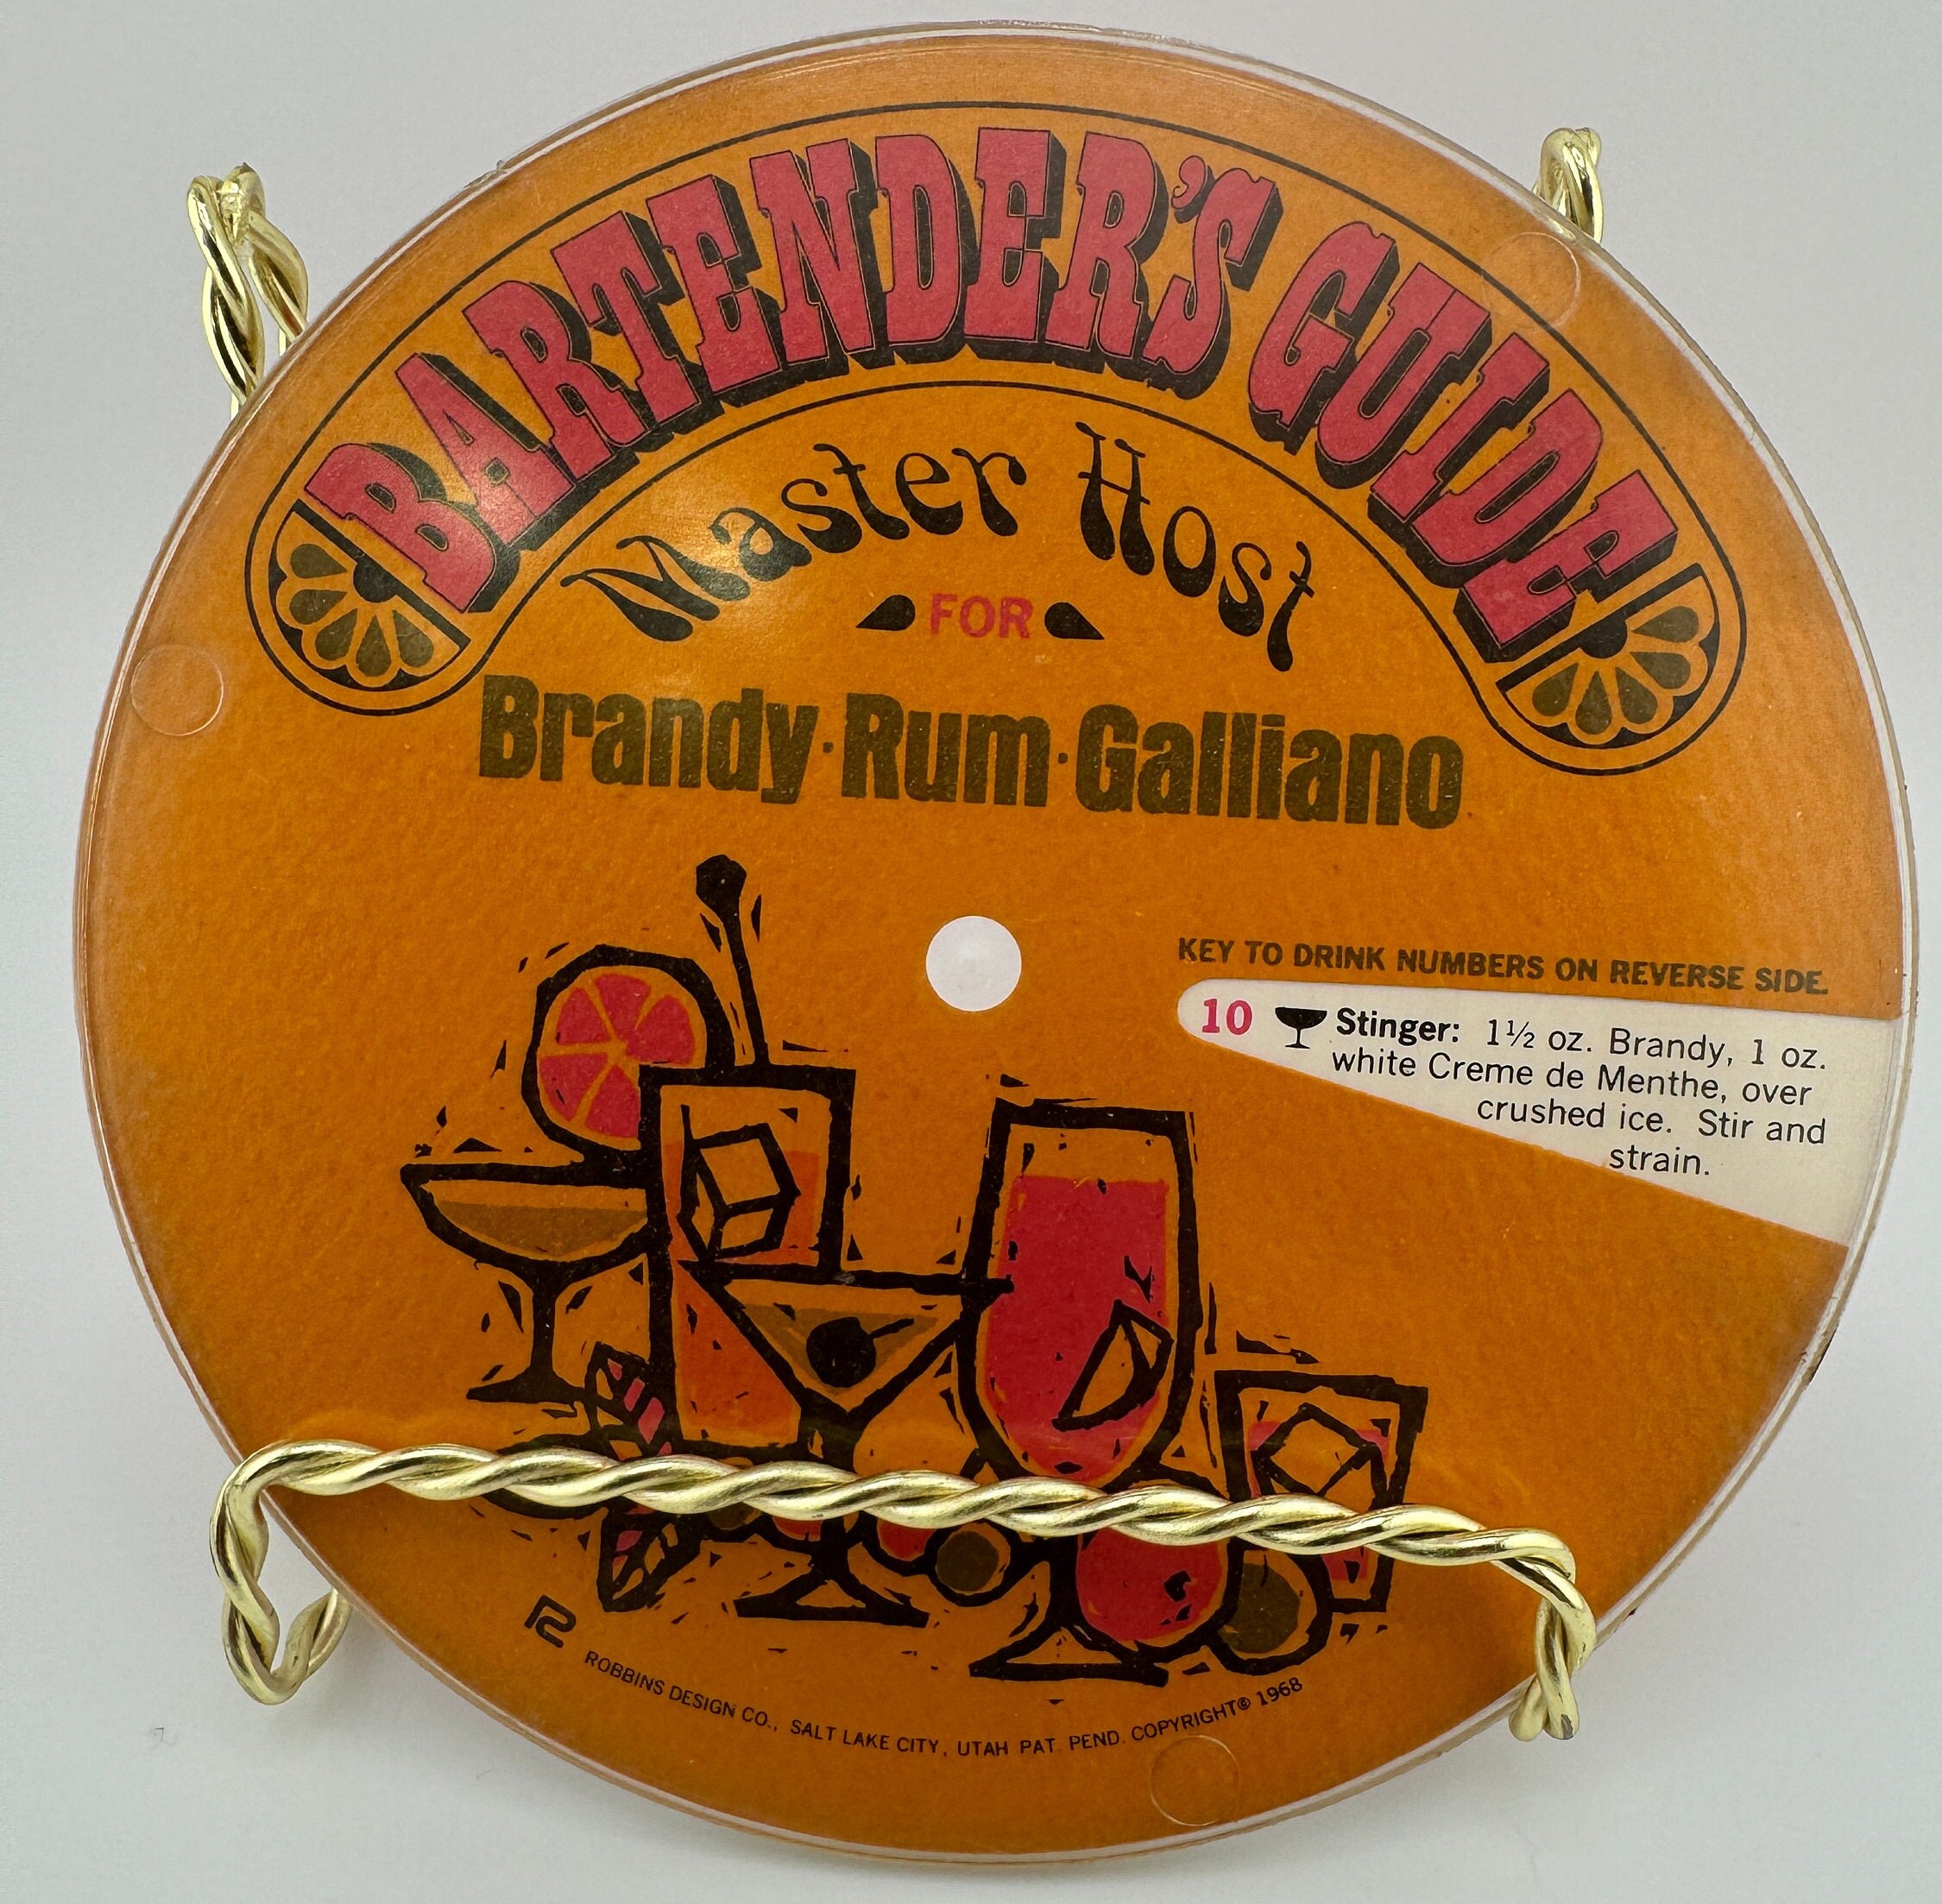 BARTENDER'S GUIDE
Master Host
FOR
Brandy·Rum·Galliano
KEY TO DRINK NUMBERS ON REVERSE SIDE.
10 Stinger: 1½ oz. Brandy, 1 oz.
white Creme de Menthe, over
crushed ice. Stir and
strain.
R ROBBINS DESIGN CO., SALT LAKE CITY, UTAH PAT. PEND. COPYRIGHT© 1968